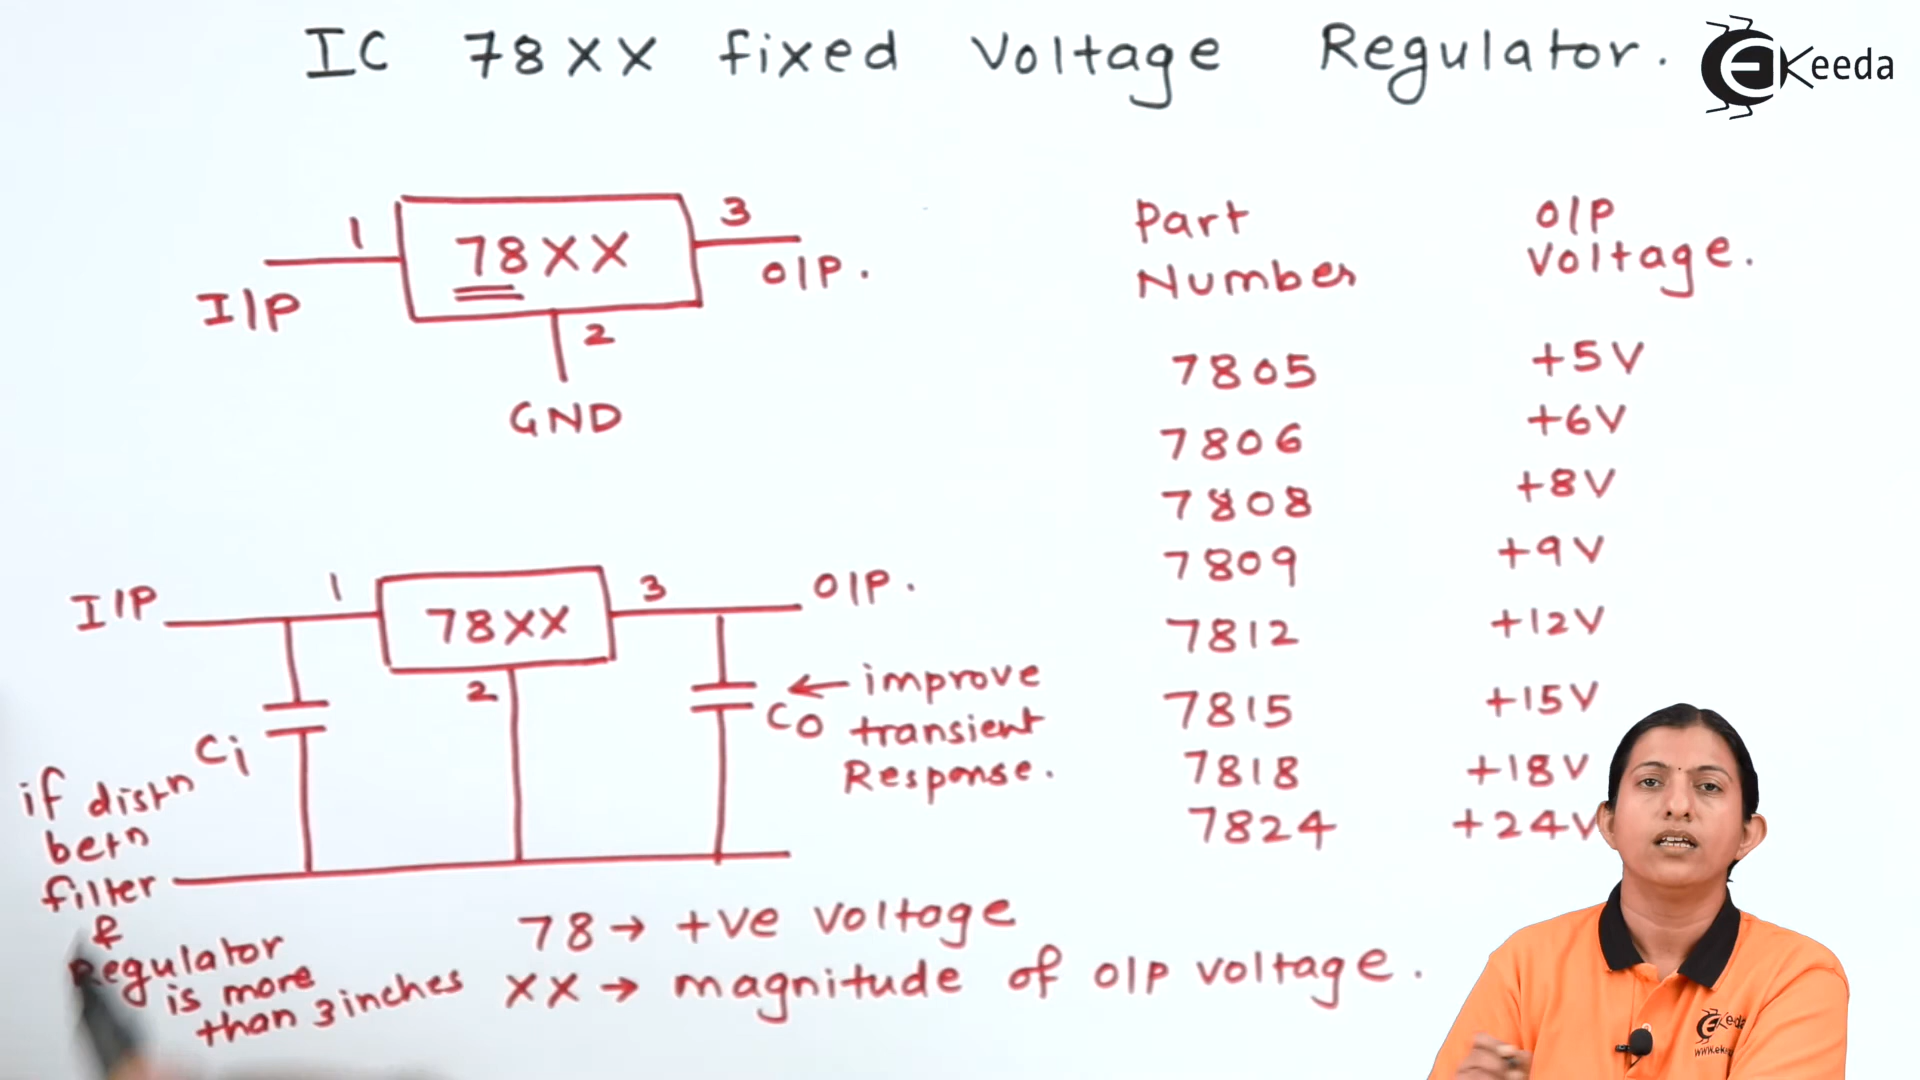 IC 78XX fixed Voltage Regulator.
EKeeda
1
78XX
3
I/P
O/P.
2
GND
Part Number
O/P Voltage.
7805 +5V
7806 +6V
7808 +8V
7809 +9V
7812 +12V
7815 +15V
7818 +18V
7824 +24V
I/P
1
78XX
3
O/P.
2
Ci
Co
← improve
transient
Response.
if distn
betn
filter
&
Regulator
is more
than 3 inches
78 → +ve voltage
XX → magnitude of O/P voltage.